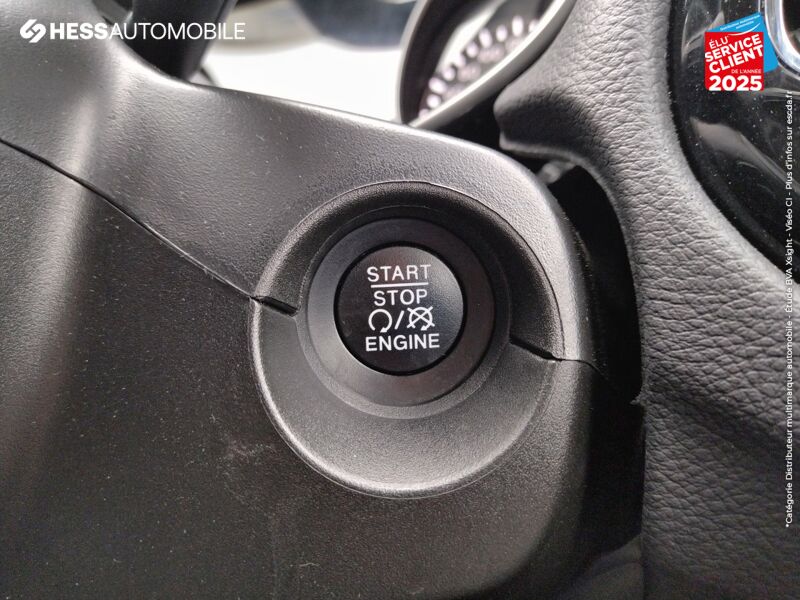 HESSAUTOMOBILE
ÉLU
SERVICE
CLIENT
DE L'ANNÉE
2025
START
STOP
ENGINE
*Catégorie Distributeur multimarque automobile - Étude BVA Xsight - Viséo CI - Plus d'infos sur escda.fr